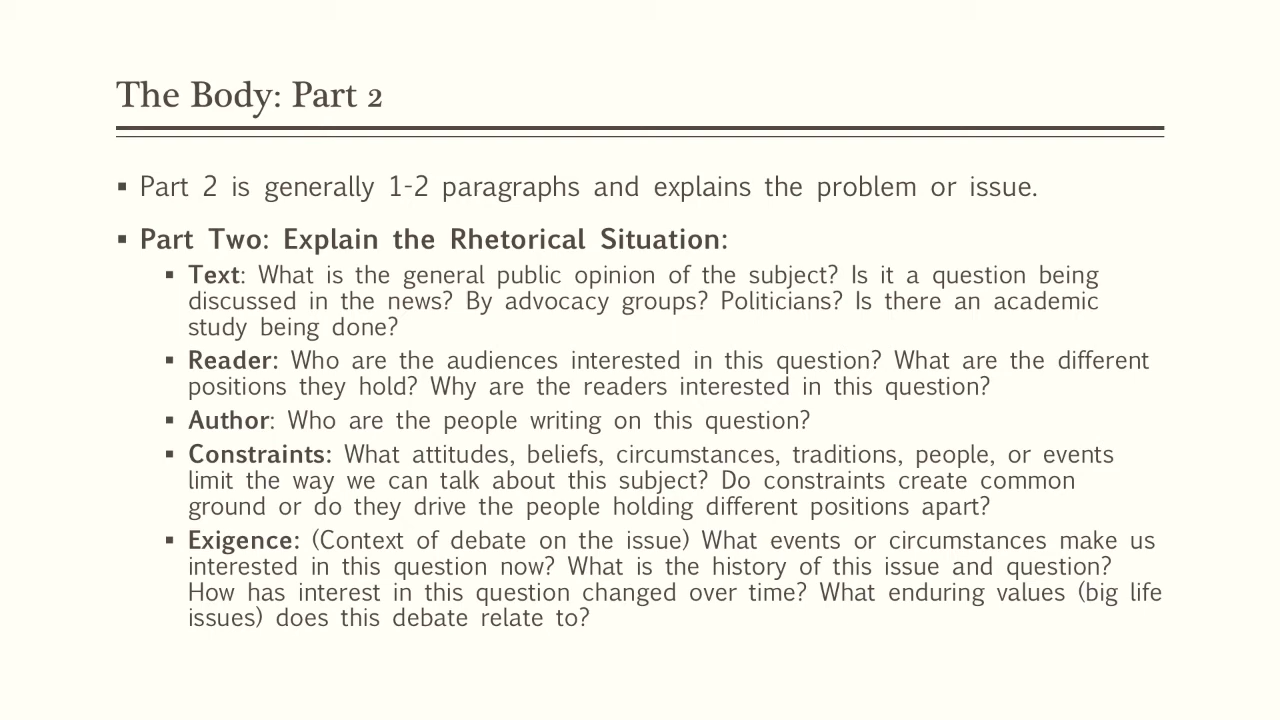 The Body: Part 2
▪ Part 2 is generally 1-2 paragraphs and explains the problem or issue.
▪ Part Two: Explain the Rhetorical Situation:
▪ Text: What is the general public opinion of the subject? Is it a question being
discussed in the news? By advocacy groups? Politicians? Is there an academic
study being done?
▪ Reader: Who are the audiences interested in this question? What are the different
positions they hold? Why are the readers interested in this question?
▪ Author: Who are the people writing on this question?
▪ Constraints: What attitudes, beliefs, circumstances, traditions, people, or events
limit the way we can talk about this subject? Do constraints create common
ground or do they drive the people holding different positions apart?
▪ Exigence: (Context of debate on the issue) What events or circumstances make us
interested in this question now? What is the history of this issue and question?
How has interest in this question changed over time? What enduring values (big life
issues) does this debate relate to?